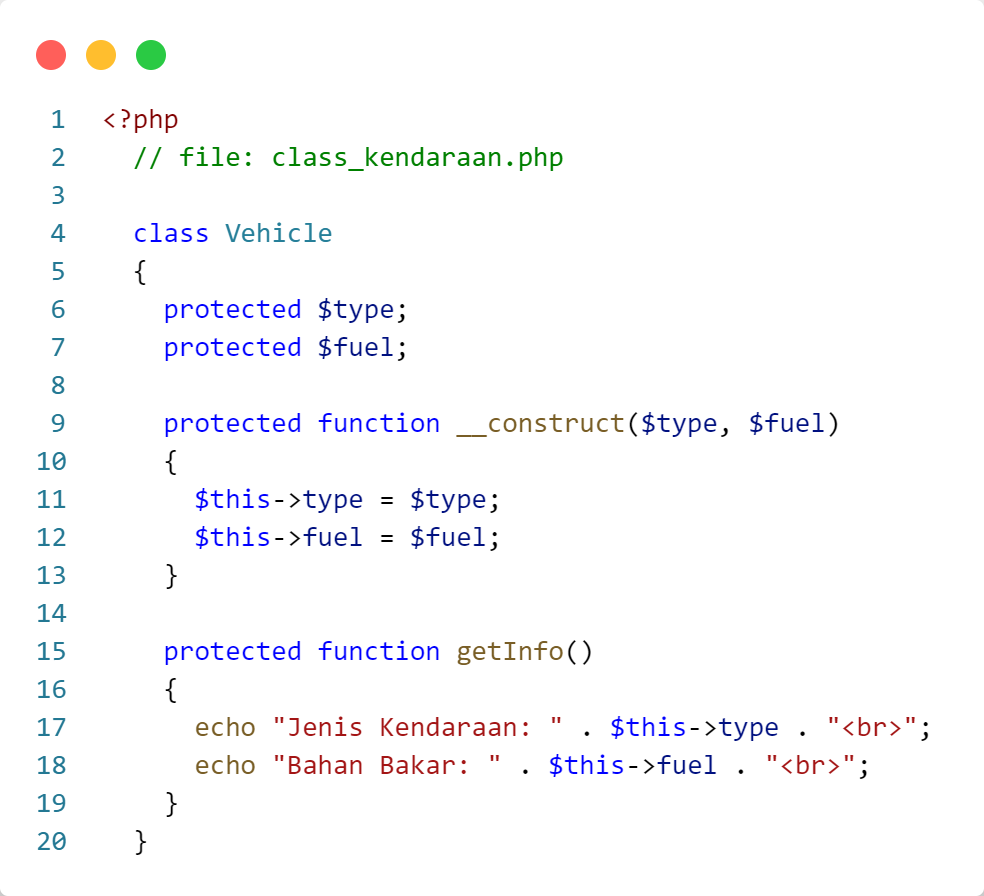 1 <?php
2 // file: class_kendaraan.php
3
4 class Vehicle
5 {
6 protected $type;
7 protected $fuel;
8
9 protected function __construct($type, $fuel)
10 {
11 $this->type = $type;
12 $this->fuel = $fuel;
13 }
14
15 protected function getInfo()
16 {
17 echo "Jenis Kendaraan: " . $this->type . "<br>";
18 echo "Bahan Bakar: " . $this->fuel . "<br>";
19 }
20 }